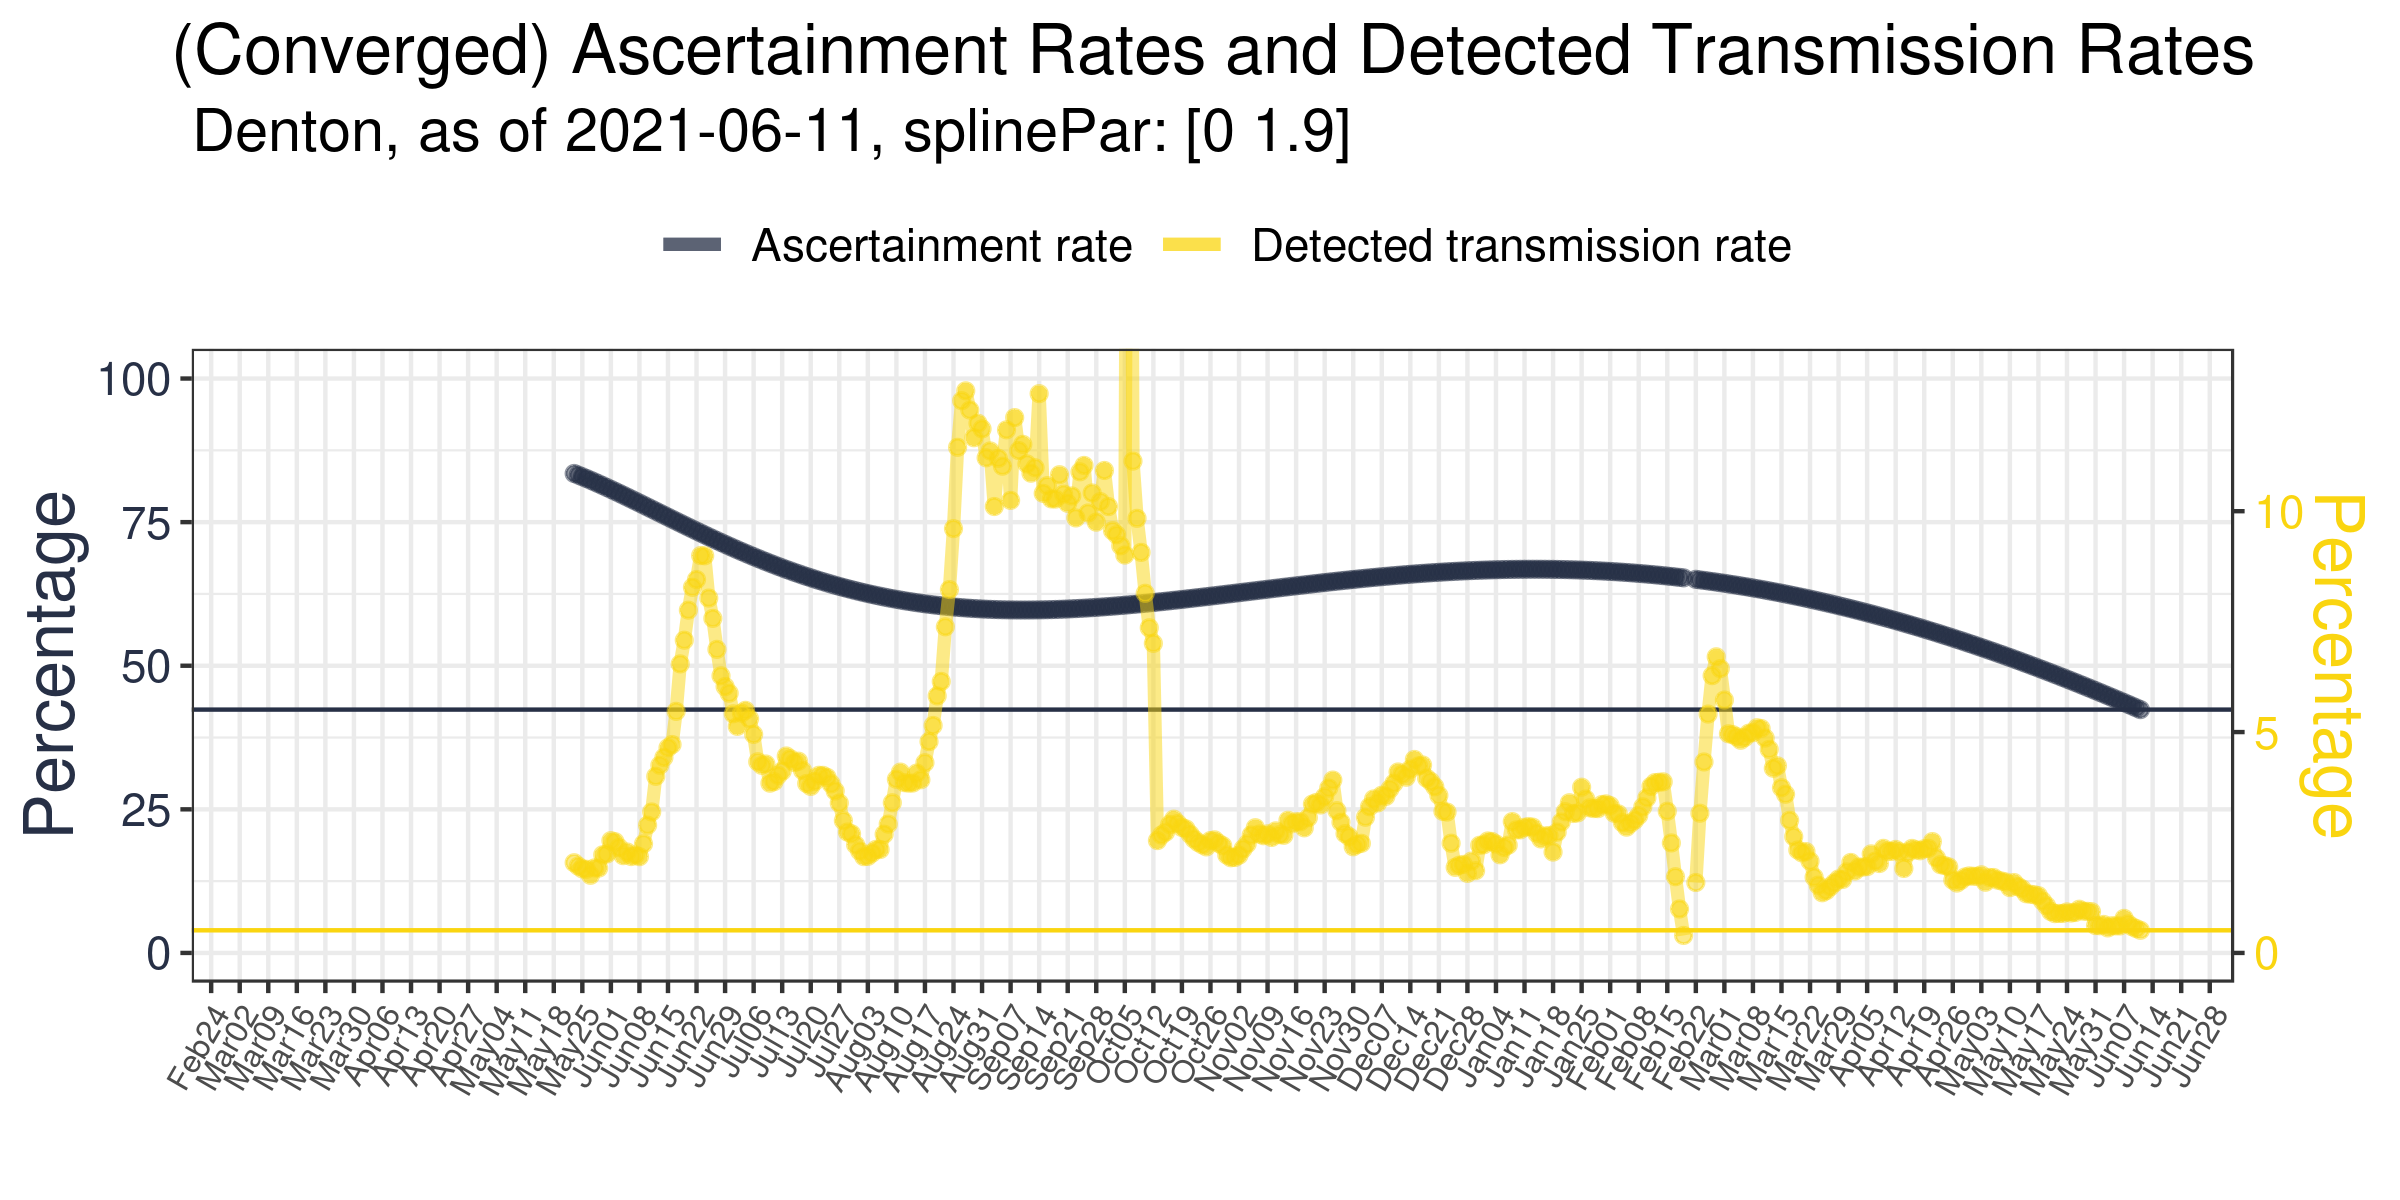 (Converged) Ascertainment Rates and Detected Transmission Rates
Denton, as of 2021-06-11, splinePar: [0 1.9]
Ascertainment rate
Detected transmission rate
Percentage
100
75
50
25
0
10
5
0
Percentage
Feb24
Mar02
Mar09
Mar16
Mar23
Mar30
Apr06
Apr13
Apr20
Apr27
May04
May11
May18
May25
Jun01
Jun08
Jun15
Jun22
Jun29
Jul06
Jul13
Jul20
Jul27
Aug03
Aug10
Aug17
Aug24
Aug31
Sep07
Sep14
Sep21
Sep28
Oct05
Oct12
Oct19
Oct26
Nov02
Nov09
Nov16
Nov23
Nov30
Dec07
Dec14
Dec21
Dec28
Jan04
Jan11
Jan18
Jan25
Feb01
Feb08
Feb15
Feb22
Mar01
Mar08
Mar15
Mar22
Mar29
Apr05
Apr12
Apr19
Apr26
May03
May10
May17
May24
May31
Jun07
Jun14
Jun21
Jun28